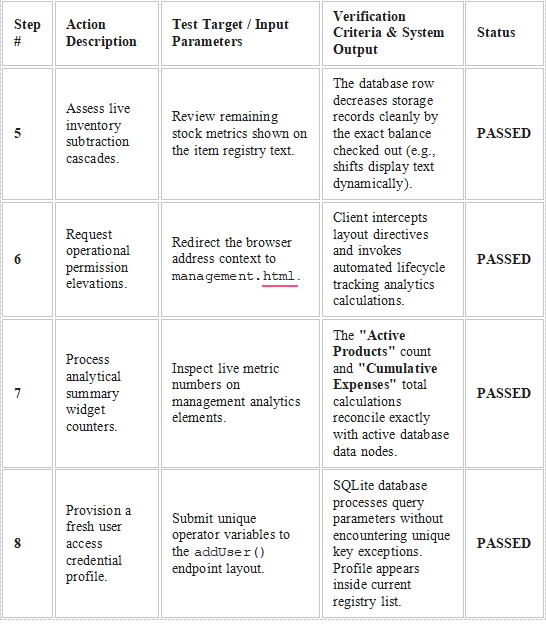 Step
#
Action
Description
Test Target / Input
Parameters
Verification
Criteria & System
Output
Status
5
Assess live
inventory
subtraction
cascades.
Review remaining
stock metrics shown on
the item registry text.
The database row
decreases storage
records cleanly by
the exact balance
checked out (e.g.,
shifts display text
dynamically).
PASSED
6
Request
operational
permission
elevations.
Redirect the browser
address context to
management.html.
Client intercepts
layout directives
and invokes
automated lifecycle
tracking analytics
calculations.
PASSED
7
Process
analytical
summary
widget
counters.
Inspect live metric
numbers on
management analytics
elements.
The "Active
Products" count
and "Cumulative
Expenses" total
calculations
reconcile exactly
with active database
data nodes.
PASSED
8
Provision a
fresh user
access
credential
profile.
Submit unique
operator variables to
the addUser()
endpoint layout.
SQLite database
processes query
parameters without
encountering unique
key exceptions.
Profile appears
inside current
registry list.
PASSED